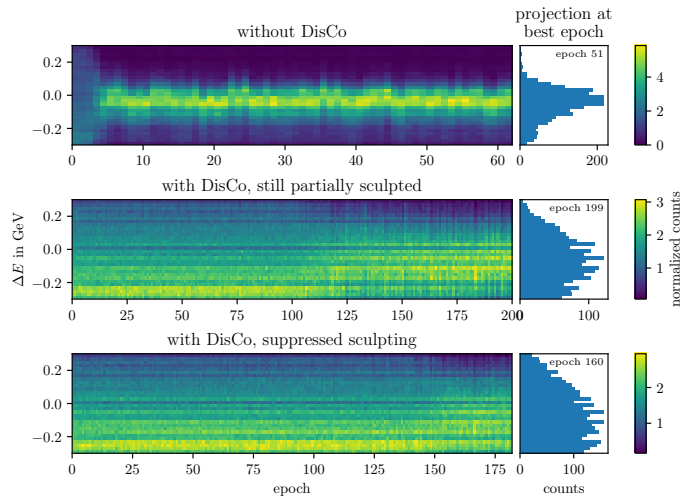 projection at
without DisCo
best epoch
0.2
0.0
−0.2
epoch 51
4
2
0
0 10 20 30 40 50 60
0 200
with DisCo, still partially sculpted
0.2
0.0
−0.2
epoch 199
3
2
1
ΔE in GeV
normalized counts
0 25 50 75 100 125 150 175 200
0 100
with DisCo, suppressed sculpting
0.2
0.0
−0.2
epoch 160
2
1
0 25 50 75 100 125 150 175
0 100
epoch
counts